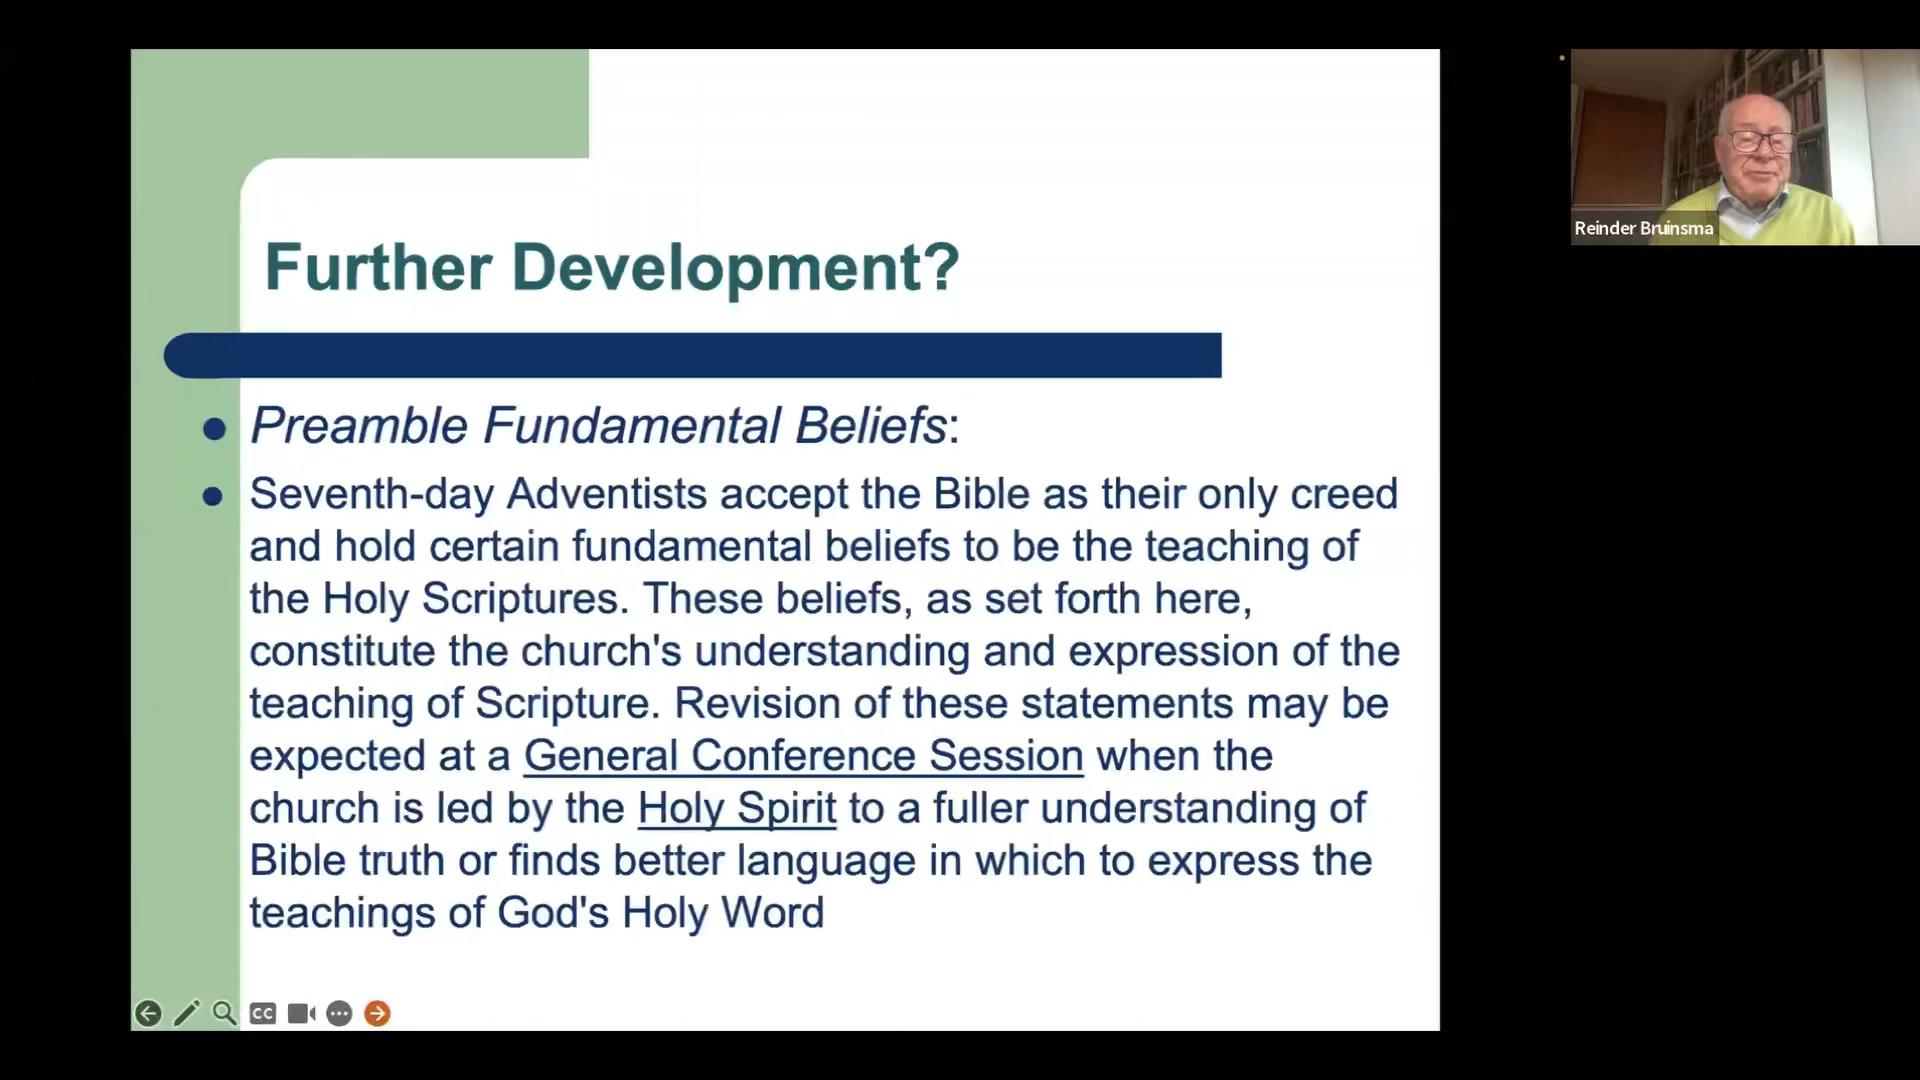 Further Development?
Preamble Fundamental Beliefs:
Seventh-day Adventists accept the Bible as their only creed
and hold certain fundamental beliefs to be the teaching of
the Holy Scriptures. These beliefs, as set forth here,
constitute the church's understanding and expression of the
teaching of Scripture. Revision of these statements may be
expected at a General Conference Session when the
church is led by the Holy Spirit to a fuller understanding of
Bible truth or finds better language in which to express the
teachings of God's Holy Word
CC
Reinder Bruinsma